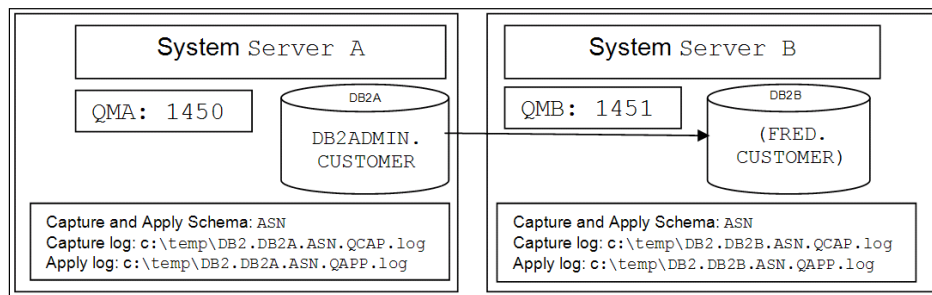 System Server A
QMA: 1450
DB2A
DB2ADMIN.
CUSTOMER
Capture and Apply Schema: ASN
Capture log: c:\temp\DB2.DB2A.ASN.QCAP.log
Apply log: c:\temp\DB2.DB2A.ASN.QAPP.log
System Server B
QMB: 1451
DB2B
(FRED.
CUSTOMER)
Capture and Apply Schema: ASN
Capture log: c:\temp\DB2.DB2B.ASN.QCAP.log
Apply log: c:\temp\DB2.DB2B.ASN.QAPP.log